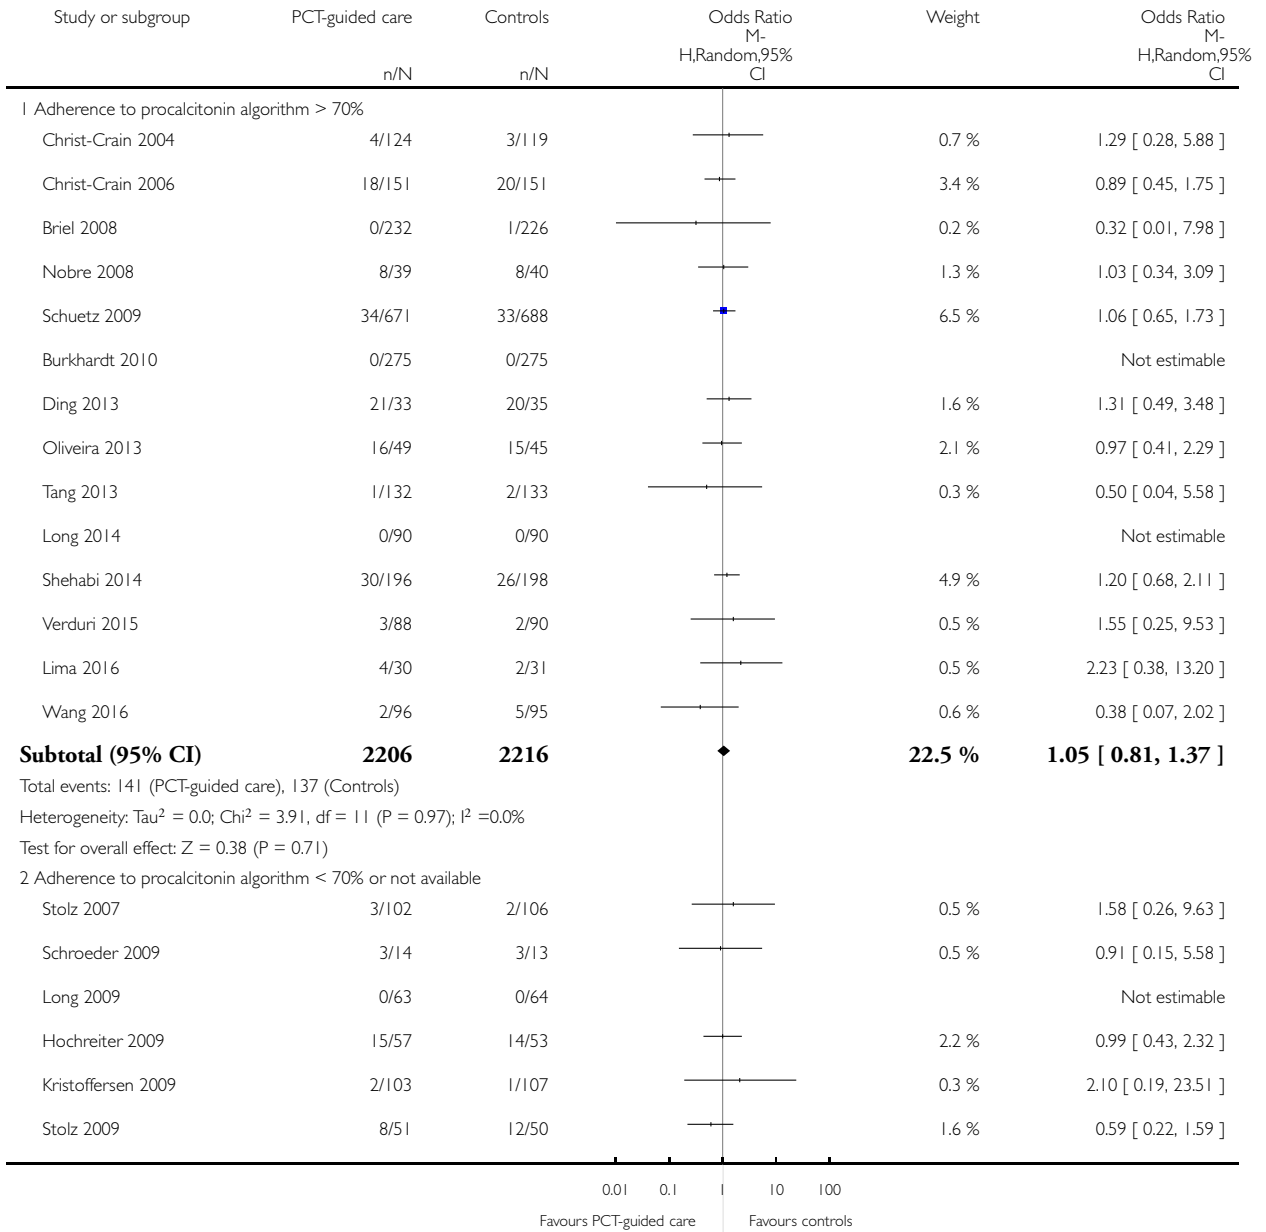 Study or subgroup PCT-guided care Controls Odds Ratio Weight Odds Ratio
M- M-
H,Random,95% H,Random,95%
n/N n/N CI CI
1 Adherence to procalcitonin algorithm > 70%
Christ-Crain 2004 4/124 3/119 0.7 % 1.29 [ 0.28, 5.88 ]
Christ-Crain 2006 18/151 20/151 3.4 % 0.89 [ 0.45, 1.75 ]
Briel 2008 0/232 1/226 0.2 % 0.32 [ 0.01, 7.98 ]
Nobre 2008 8/39 8/40 1.3 % 1.03 [ 0.34, 3.09 ]
Schuetz 2009 34/671 33/688 6.5 % 1.06 [ 0.65, 1.73 ]
Burkhardt 2010 0/275 0/275 Not estimable
Ding 2013 21/33 20/35 1.6 % 1.31 [ 0.49, 3.48 ]
Oliveira 2013 16/49 15/45 2.1 % 0.97 [ 0.41, 2.29 ]
Tang 2013 1/132 2/133 0.3 % 0.50 [ 0.04, 5.58 ]
Long 2014 0/90 0/90 Not estimable
Shehabi 2014 30/196 26/198 4.9 % 1.20 [ 0.68, 2.11 ]
Verduri 2015 3/88 2/90 0.5 % 1.55 [ 0.25, 9.53 ]
Lima 2016 4/30 2/31 0.5 % 2.23 [ 0.38, 13.20 ]
Wang 2016 2/96 5/95 0.6 % 0.38 [ 0.07, 2.02 ]
Subtotal (95% CI) 2206 2216 22.5 % 1.05 [ 0.81, 1.37 ]
Total events: 141 (PCT-guided care), 137 (Controls)
Heterogeneity: Tau² = 0.0; Chi² = 3.91, df = 11 (P = 0.97); I² =0.0%
Test for overall effect: Z = 0.38 (P = 0.71)
2 Adherence to procalcitonin algorithm < 70% or not available
Stolz 2007 3/102 2/106 0.5 % 1.58 [ 0.26, 9.63 ]
Schroeder 2009 3/14 3/13 0.5 % 0.91 [ 0.15, 5.58 ]
Long 2009 0/63 0/64 Not estimable
Hochreiter 2009 15/57 14/53 2.2 % 0.99 [ 0.43, 2.32 ]
Kristoffersen 2009 2/103 1/107 0.3 % 2.10 [ 0.19, 23.51 ]
Stolz 2009 8/51 12/50 1.6 % 0.59 [ 0.22, 1.59 ]
0.01 0.1 1 10 100
Favours PCT-guided care Favours controls